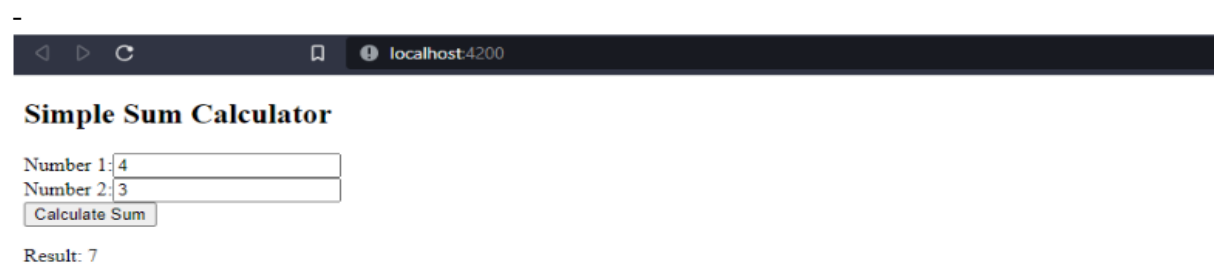 localhost:4200
Simple Sum Calculator
Number 1: 4
Number 2: 3
Calculate Sum
Result: 7